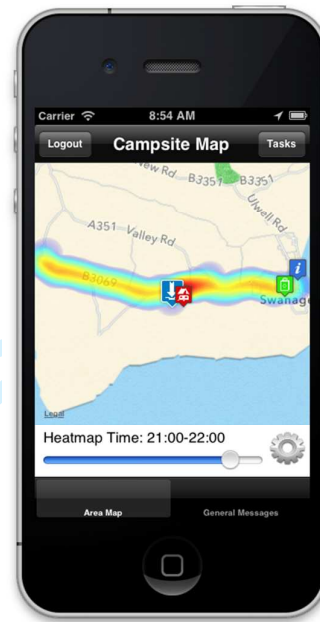 Carrier 8:54 AM
Logout Campsite Map Tasks
New Rd B3351 B3351
Ulwell Rd
A351 Valley Rd
B3069
i
Swanage
Legal
Heatmap Time: 21:00-22:00
Area Map General Messages